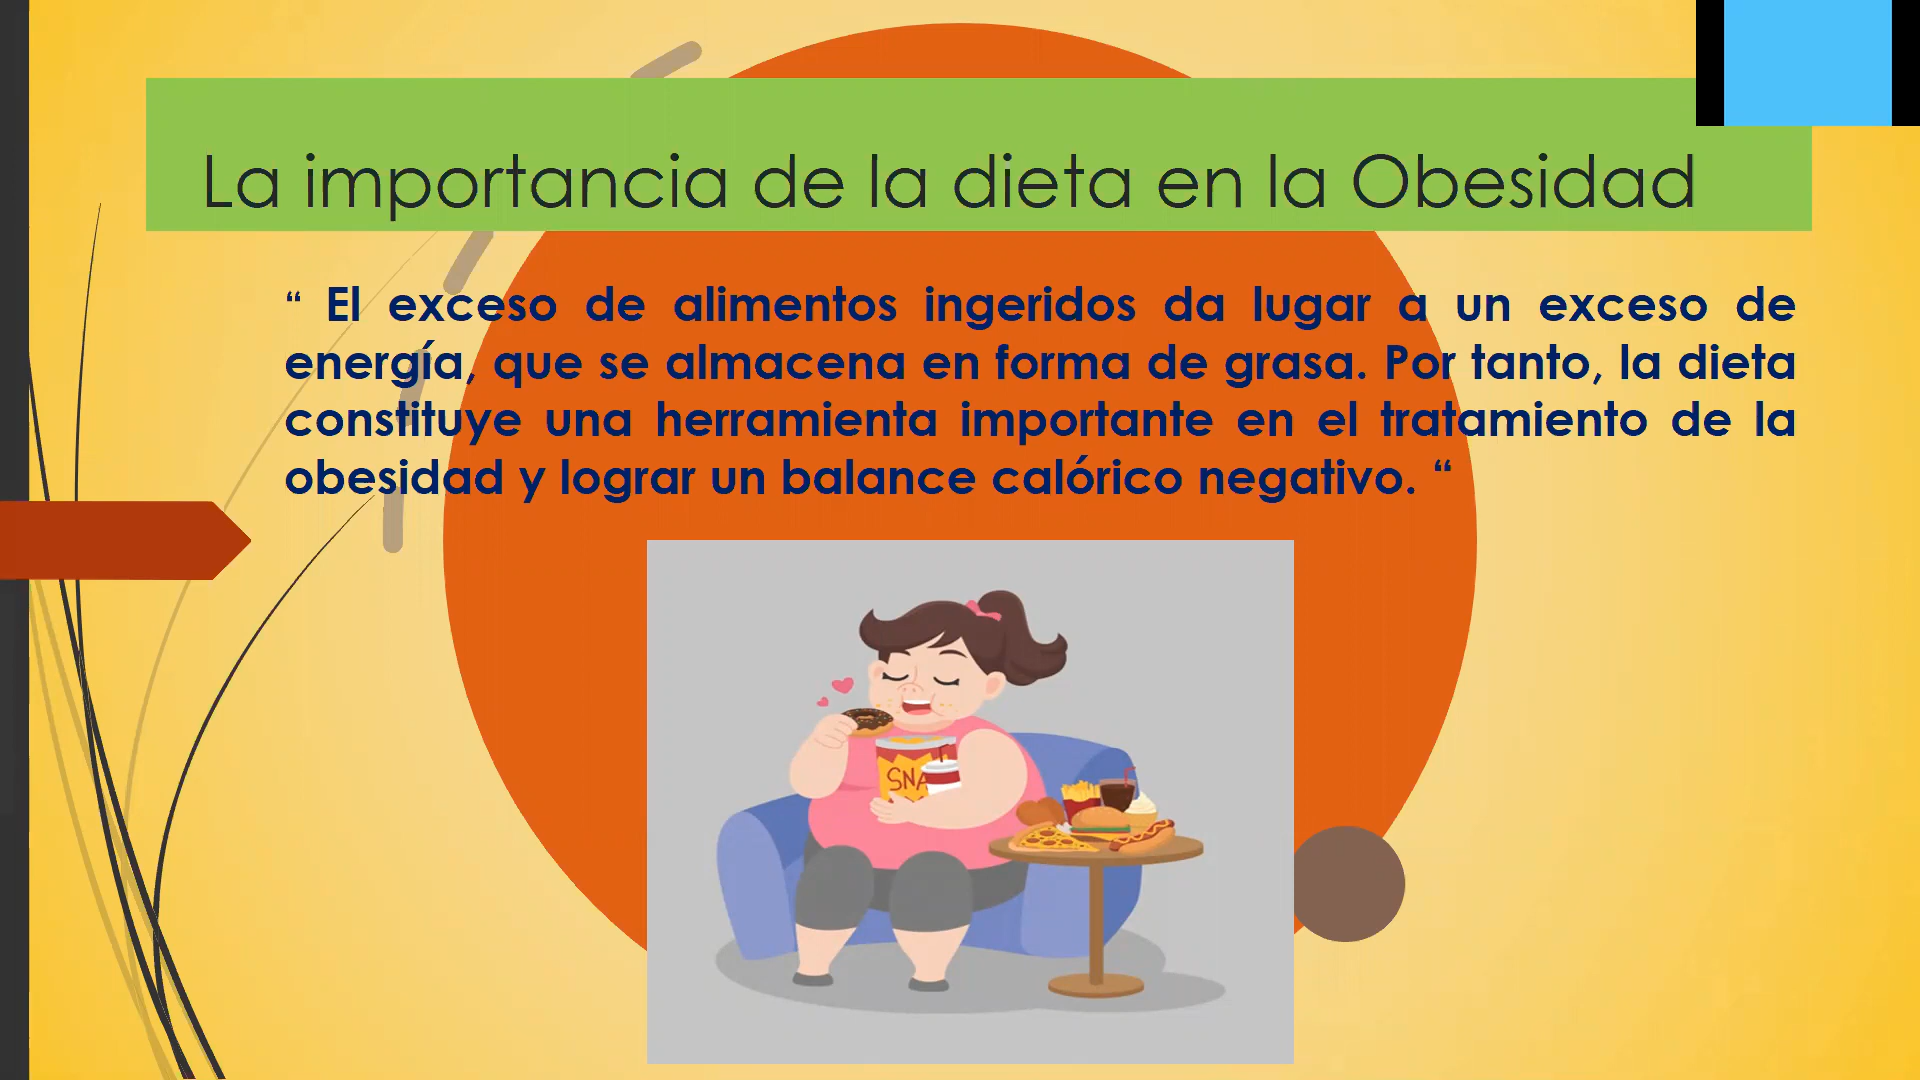 La importancia de la dieta en la Obesidad
“ El exceso de alimentos ingeridos da lugar a un exceso de
energía, que se almacena en forma de grasa. Por tanto, la dieta
constituye una herramienta importante en el tratamiento de la
obesidad y lograr un balance calórico negativo. “
SNA